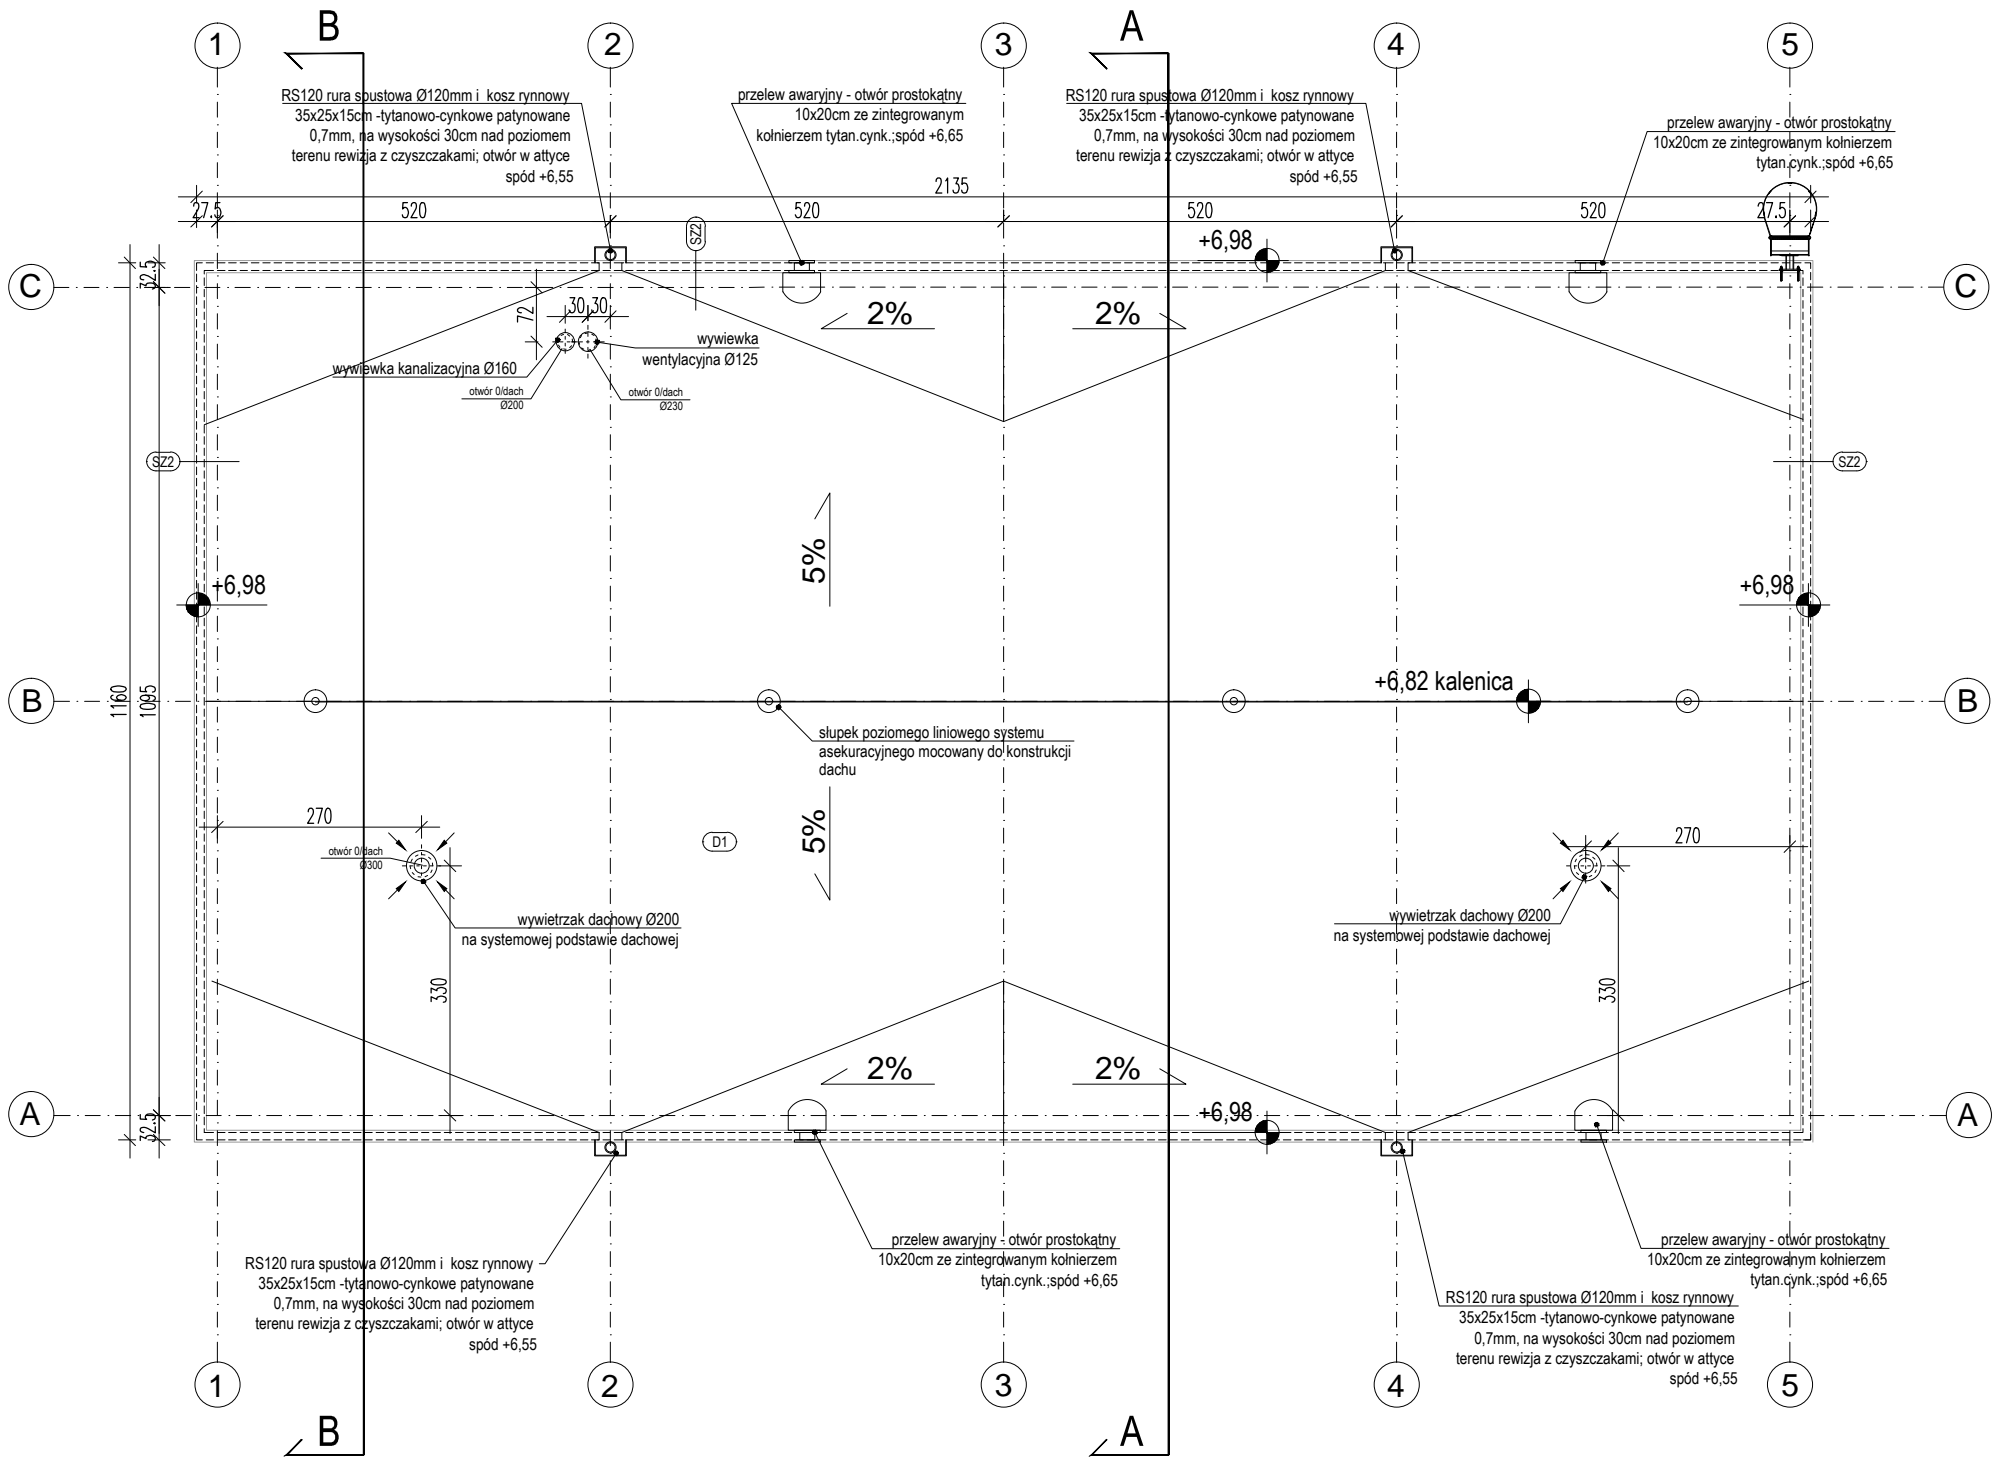 B
A
1
2
3
4
5
RS120 rura spustowa Ø120mm i kosz rynnowy
35x25x15cm -tytanowo-cynkowe patynowane
0,7mm, na wysokości 30cm nad poziomem
terenu rewizja z czyszczakami; otwór w attyce
spód +6,55
przelew awaryjny - otwór prostokątny
10x20cm ze zintegrowanym
kołnierzem tytan.cynk.;spód +6,65
RS120 rura spustowa Ø120mm i kosz rynnowy
35x25x15cm -tytanowo-cynkowe patynowane
0,7mm, na wysokości 30cm nad poziomem
terenu rewizja z czyszczakami; otwór w attyce
spód +6,55
przelew awaryjny - otwór prostokątny
10x20cm ze zintegrowanym kołnierzem
tytan.cynk.;spód +6,65
2135
27.5
520
520
520
520
27.5
SZ2
+6,98
C
32.5
C
72
30
30
2%
2%
wywiewka
wentylacyjna Ø125
wywiewka kanalizacyjna Ø160
otwór 0/dach
Ø200
otwór 0/dach
Ø230
SZ2
SZ2
5%
+6,98
+6,98
1160
1095
B
+6,82 kalenica
B
słupek poziomego liniowego systemu
asekuracyjnego mocowany do konstrukcji
dachu
270
5%
D1
270
otwór 0/dach
Ø300
wywietrzak dachowy Ø200
na systemowej podstawie dachowej
wywietrzak dachowy Ø200
na systemowej podstawie dachowej
330
330
2%
2%
A
32.5
+6,98
A
RS120 rura spustowa Ø120mm i kosz rynnowy
35x25x15cm -tytanowo-cynkowe patynowane
0,7mm, na wysokości 30cm nad poziomem
terenu rewizja z czyszczakami; otwór w attyce
spód +6,55
przelew awaryjny - otwór prostokątny
10x20cm ze zintegrowanym kołnierzem
tytan.cynk.;spód +6,65
przelew awaryjny - otwór prostokątny
10x20cm ze zintegrowanym kołnierzem
tytan.cynk.;spód +6,65
RS120 rura spustowa Ø120mm i kosz rynnowy
35x25x15cm -tytanowo-cynkowe patynowane
0,7mm, na wysokości 30cm nad poziomem
terenu rewizja z czyszczakami; otwór w attyce
spód +6,55
1
2
3
4
5
B
A